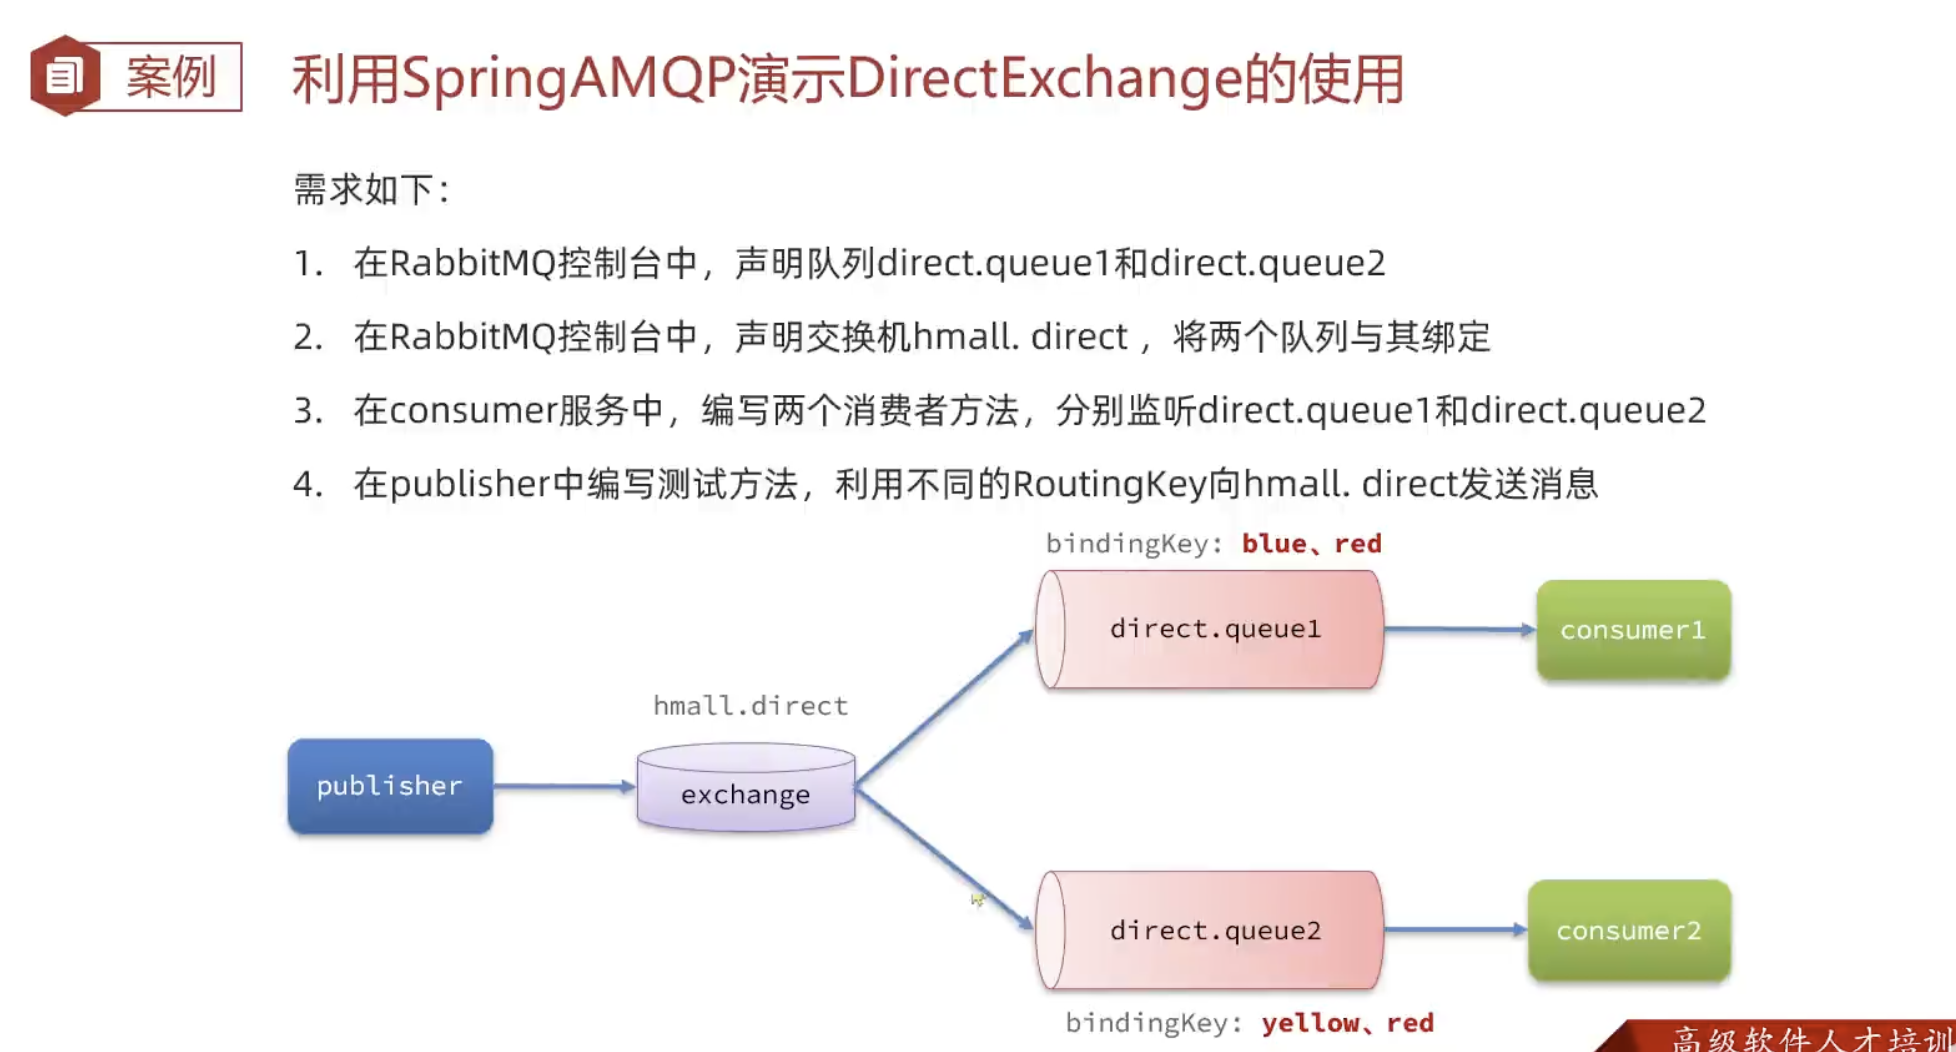 案例
利用SpringAMQP演示DirectExchange的使用
需求如下：
1. 在RabbitMQ控制台中，声明队列direct.queue1和direct.queue2
2. 在RabbitMQ控制台中，声明交换机hmall. direct ，将两个队列与其绑定
3. 在consumer服务中，编写两个消费者方法，分别监听direct.queue1和direct.queue2
4. 在publisher中编写测试方法，利用不同的RoutingKey向hmall. direct发送消息
bindingKey: blue、red
direct.queue1
consumer1
hmall.direct
publisher
exchange
direct.queue2
consumer2
bindingKey: yellow、red
高级软件人才培训